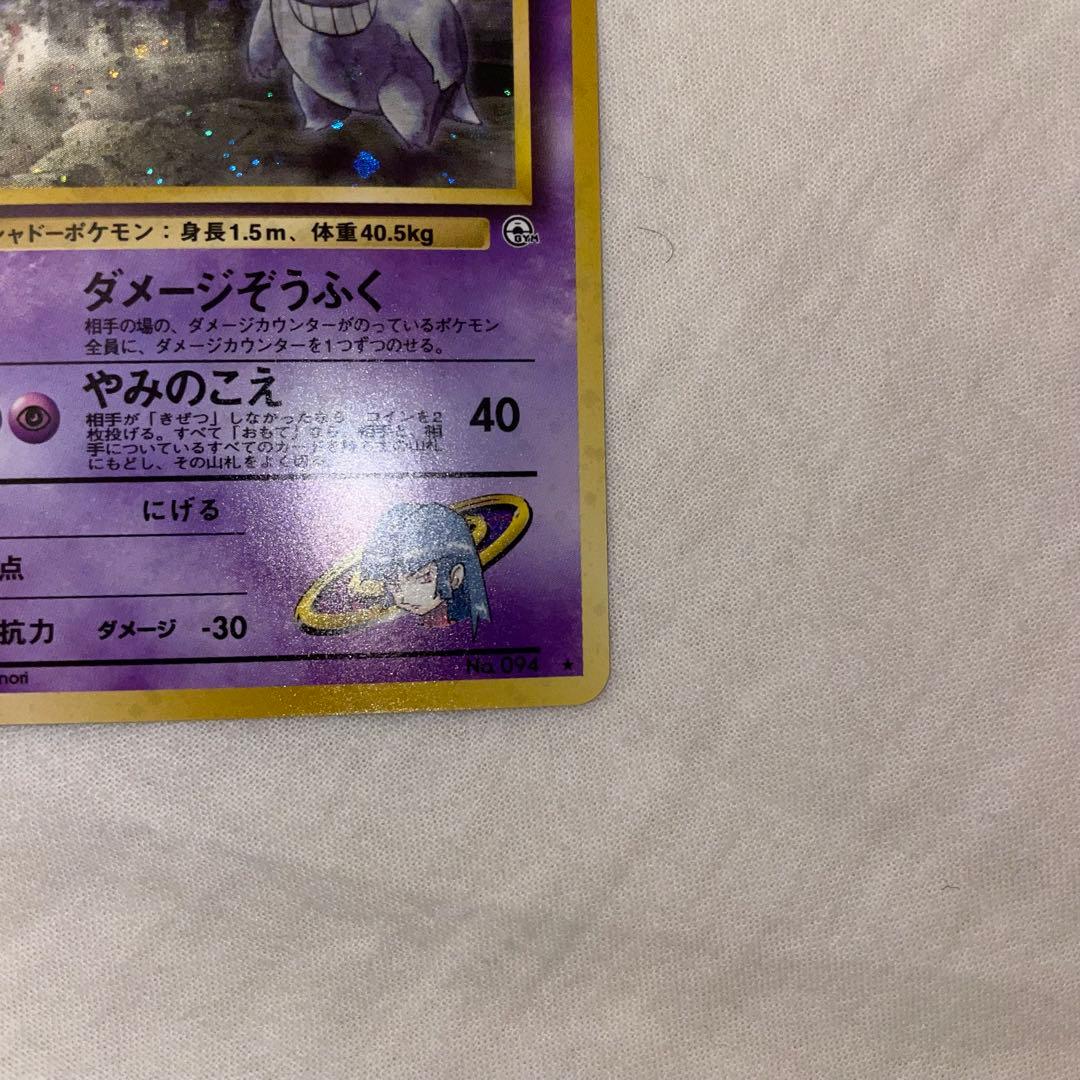 シャドーポケモン：身長1.5m、体重40.5kg
GYM
ダメージぞうふく
相手の場の、ダメージカウンターがのっているポケモン
全員に、ダメージカウンターを1つずつのせる。
やみのこえ
40
相手が「きぜつ」しなかったなら、コインを2
枚投げる。すべて「おもて」なら、相手と、相
手についているすべてのカードを
山札
にもどし、その山札をよく切る。
にげる
点
抗力 ダメージ -30
No. 094 ★
nori